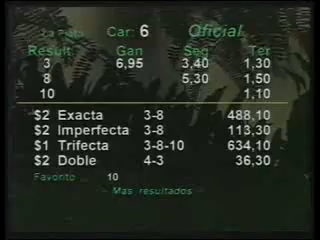 La Plata Car: 6 Oficial
Result Gan Seg Ter
3 6,95 3,40 1,30
8 5,30 1,50
10 1,10
$2 Exacta 3-8 488,10
$2 Imperfecta 3-8 113,30
$1 Trifecta 3-8-10 634,10
$2 Doble 4-3 36,30
Favorito ... 10
- Mas resultados -